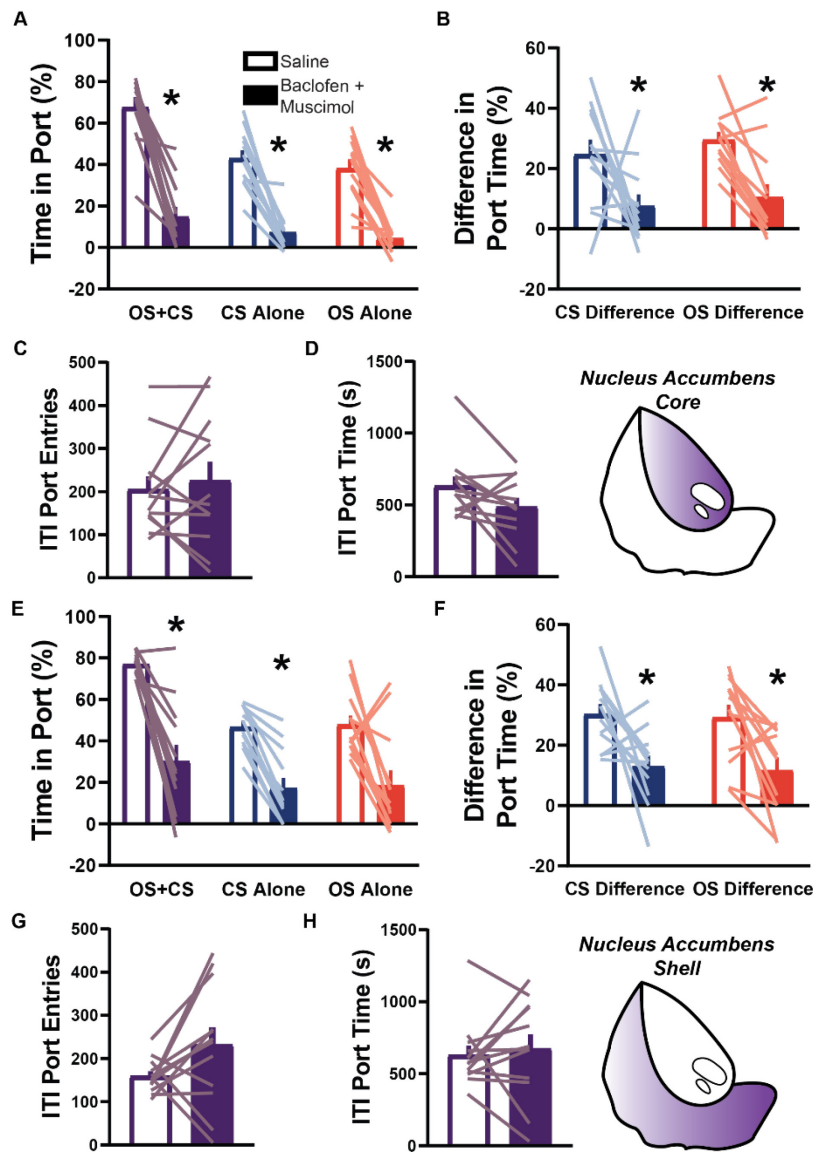 A
Time in Port (%)
100
80
60
40
20
0
-20
*
*
*
Saline
Baclofen +
Muscimol
OS+CS
CS Alone
OS Alone
B
Difference in
Port Time (%)
60
40
20
0
-20
*
*
CS Difference
OS Difference
C
ITI Port Entries
500
400
300
200
100
0
D
ITI Port Time (s)
1500
1000
500
0
Nucleus Accumbens
Core
E
Time in Port (%)
100
80
60
40
20
0
-20
*
*
OS+CS
CS Alone
OS Alone
F
Difference in
Port Time (%)
60
40
20
0
-20
*
*
CS Difference
OS Difference
G
ITI Port Entries
500
400
300
200
100
0
H
ITI Port Time (s)
1500
1000
500
0
Nucleus Accumbens
Shell